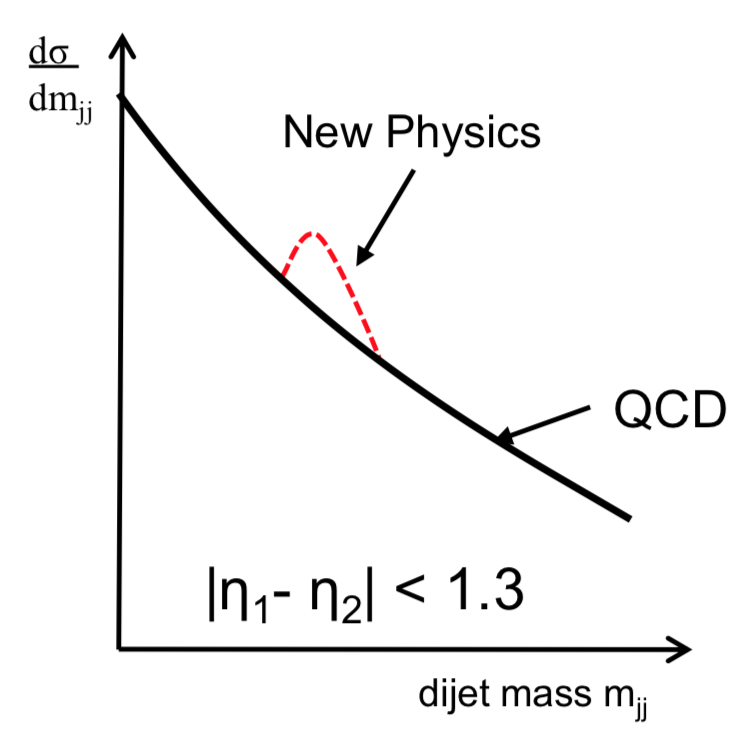 dσ
dm_jj
New Physics
QCD
|η₁- η₂| < 1.3
dijet mass m_jj